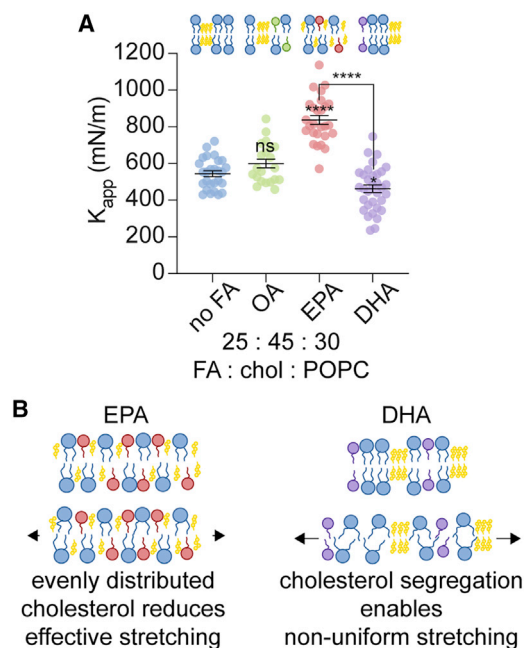 A
1200
1000
800
600
400
200
0
K_app (mN/m)
ns
****
****
*
no FA
OA
EPA
DHA
25 : 45 : 30
FA : chol : POPC
B
EPA
DHA
evenly distributed
cholesterol reduces
effective stretching
cholesterol segregation
enables
non-uniform stretching